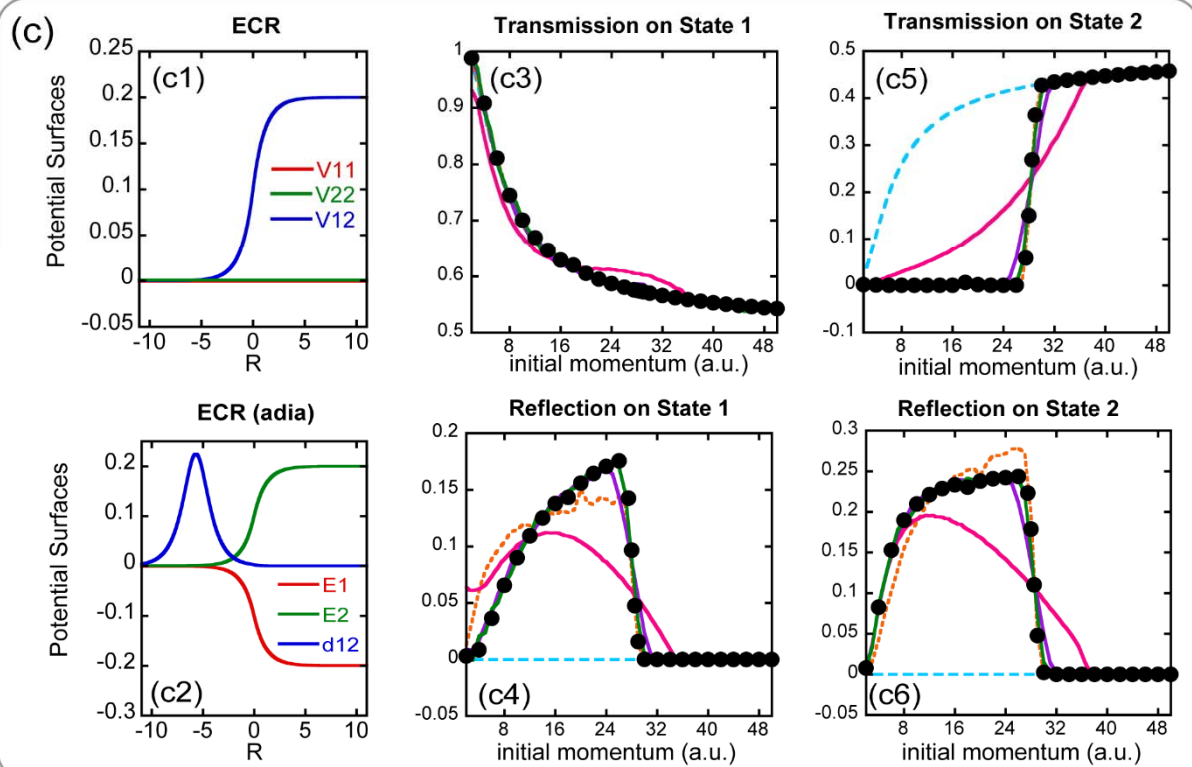 (c)
ECR
Transmission on State 1
Transmission on State 2
Potential Surfaces
0.25
0.2
0.15
0.1
0.05
0
-0.05
(c1)
V11
V22
V12
-10 -5 0 5 10
R
1
0.9
0.8
0.7
0.6
0.5
(c3)
8 16 24 32 40 48
initial momentum (a.u.)
0.5
0.4
0.3
0.2
0.1
0
-0.1
(c5)
8 16 24 32 40 48
initial momentum (a.u.)
ECR (adia)
Reflection on State 1
Reflection on State 2
Potential Surfaces
0.2
0.1
0
-0.1
-0.2
-0.3
E1
E2
d12
(c2)
-10 -5 0 5 10
R
0.2
0.15
0.1
0.05
0
-0.05
(c4)
8 16 24 32 40 48
initial momentum (a.u.)
0.3
0.25
0.2
0.15
0.1
0.05
0
-0.05
(c6)
8 16 24 32 40 48
initial momentum (a.u.)